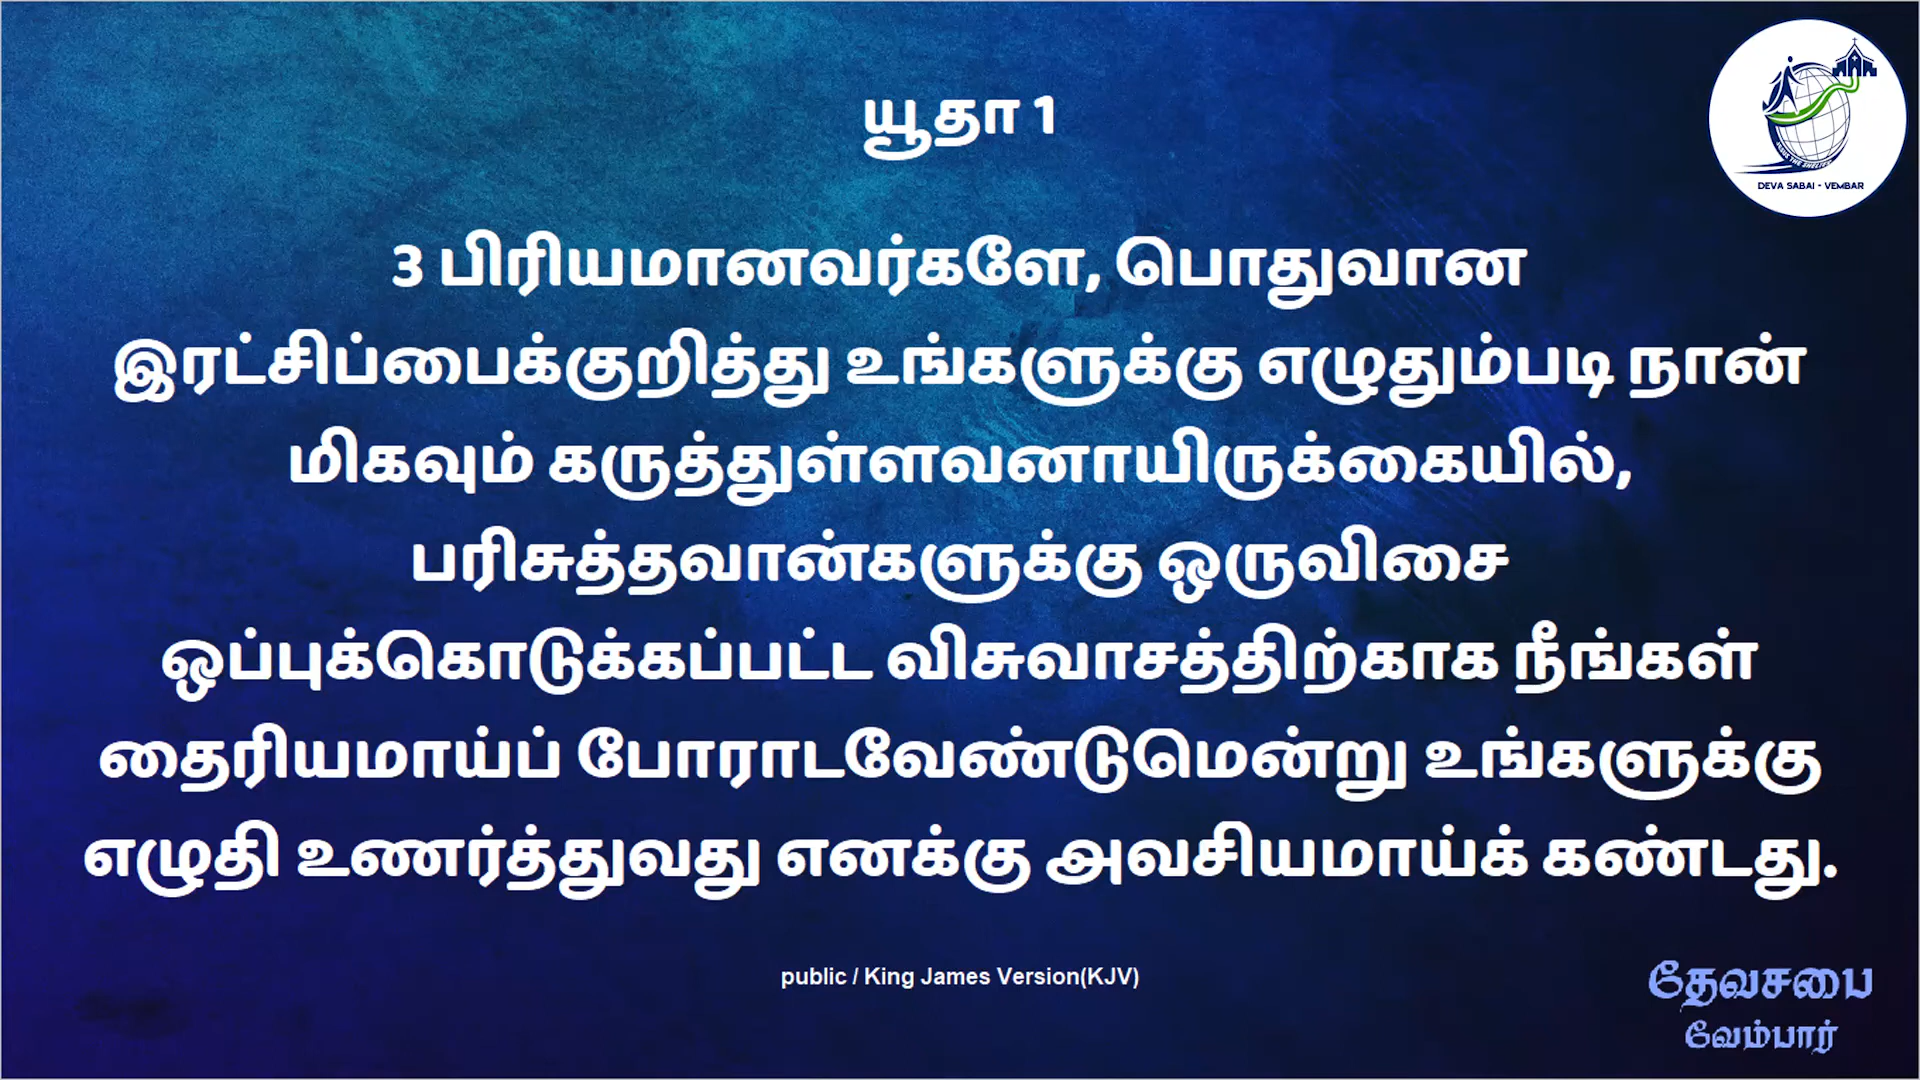 யூதா 1
DEVA SABAI - VEMBAR
3 பிரியமானவர்களே, பொதுவான
இரட்சிப்பைக்குறித்து உங்களுக்கு எழுதும்படி நான்
மிகவும் கருத்துள்ளவனாயிருக்கையில்,
பரிசுத்தவான்களுக்கு ஒருவிசை
ஒப்புக்கொடுக்கப்பட்ட விசுவாசத்திற்காக நீங்கள்
தைரியமாய்ப் போராடவேண்டுமென்று உங்களுக்கு
எழுதி உணர்த்துவது எனக்கு அவசியமாய்க் கண்டது.
public / King James Version(KJV)
தேவசபை
வேம்பார்